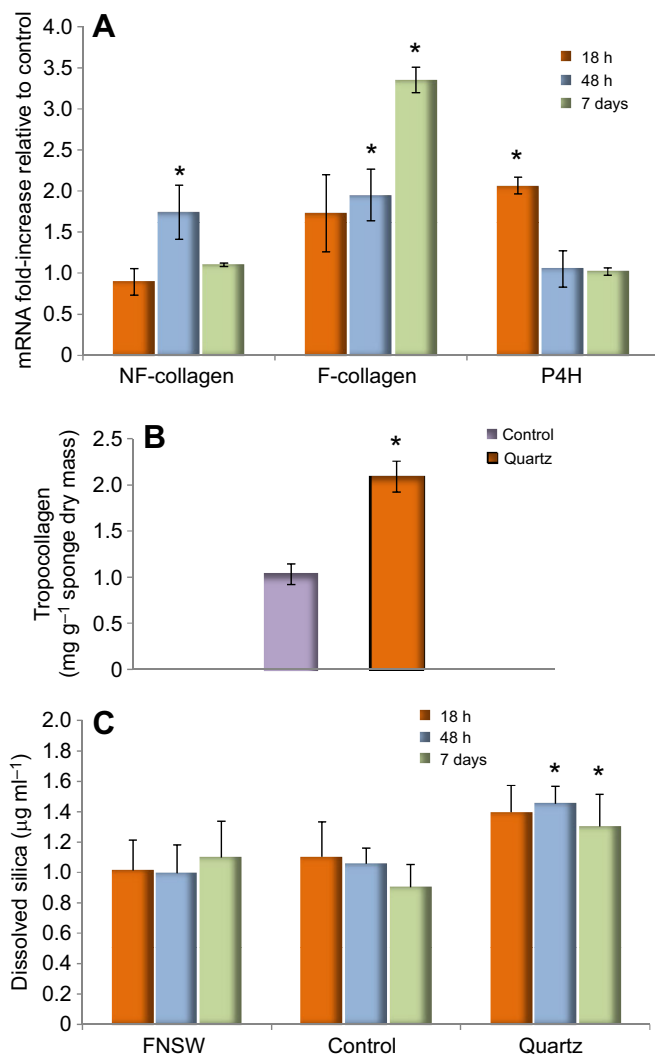 A
mRNA fold-increase relative to control
4.0
3.5
3.0
2.5
2.0
1.5
1.0
0.5
0
18 h
48 h
7 days
*
*
*
*
NF-collagen
F-collagen
P4H
B
Tropocollagen
(mg g⁻¹ sponge dry mass)
2.5
2.0
1.5
1.0
0.5
0
Control
Quartz
*
C
Dissolved silica (μg ml⁻¹)
2.0
1.8
1.6
1.4
1.2
1.0
0.8
0.6
0.4
0.2
0
18 h
48 h
7 days
*
*
FNSW
Control
Quartz